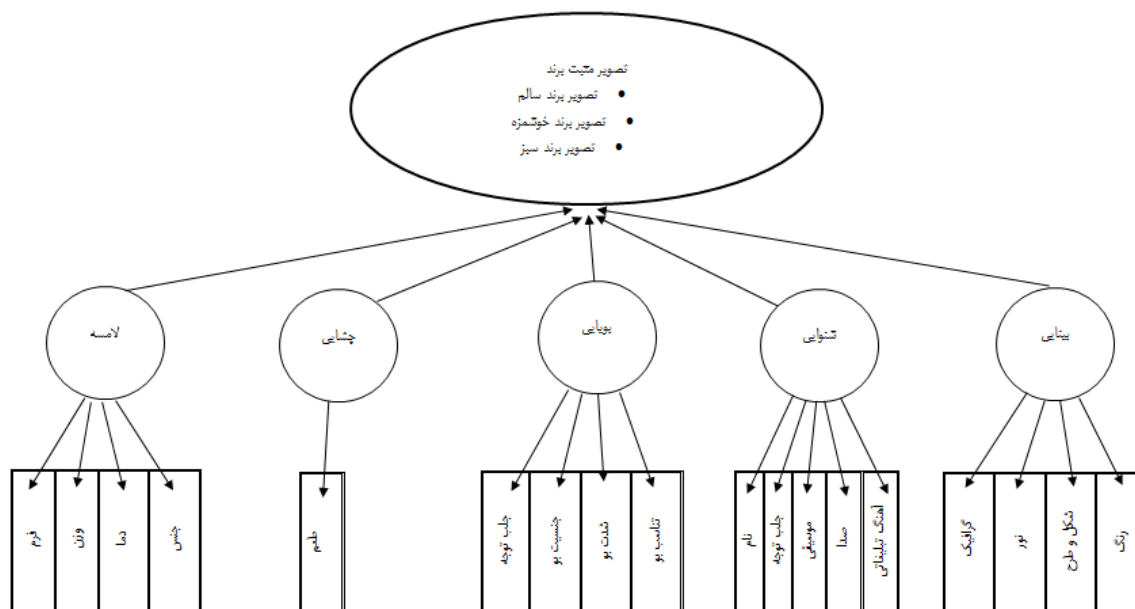 تصویر مثبت برند
• تصویر برند سالم
• تصویر برند خوشمزه
• تصویر برند سبز
بینایی
شنوایی
بویایی
چشایی
لامسه
رنگ
شکل و طرح
نور
گرافیک
آهنگ تبلیغاتی
صدا
موسیقی
جلب توجه
نام
تناسب بو
شدت بو
جنسیت بو
جلب توجه
طعم
جنس
دما
وزن
فرم